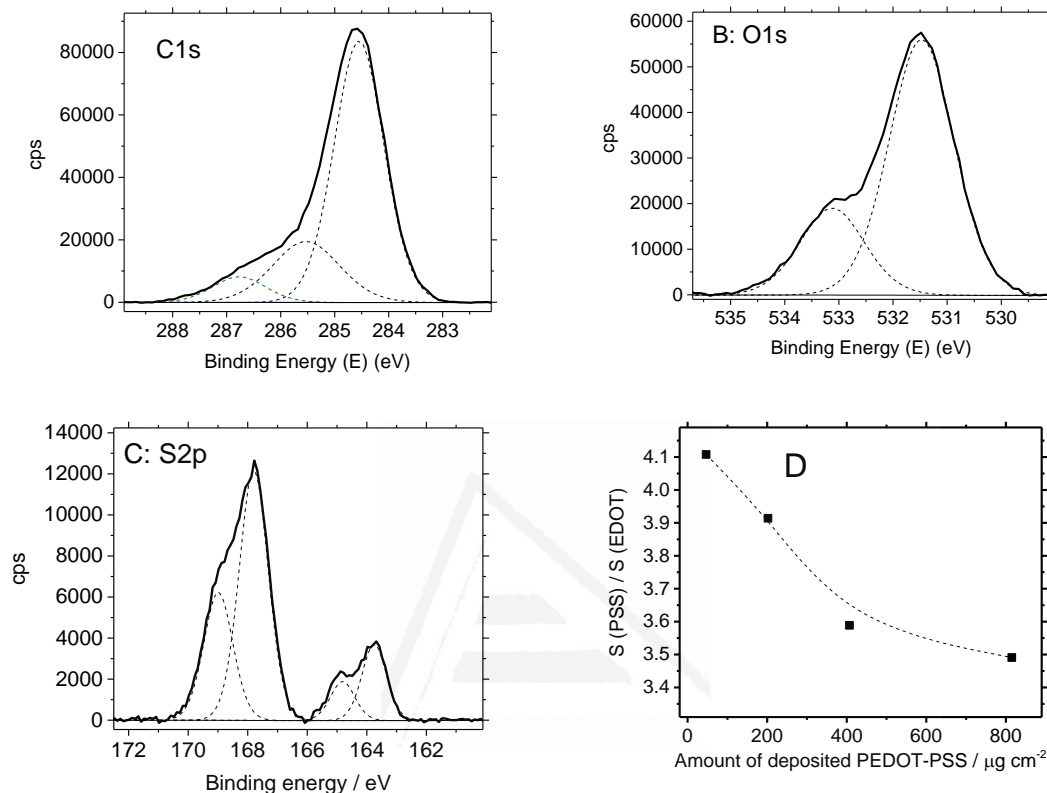 C1s
80000
60000
40000
20000
0
cps
288 287 286 285 284 283
Binding Energy (E) (eV)
B: O1s
60000
50000
40000
30000
20000
10000
0
cps
535 534 533 532 531 530
Binding Energy (E) (eV)
C: S2p
14000
12000
10000
8000
6000
4000
2000
0
cps
172 170 168 166 164 162
Binding energy / eV
D
4.1
4.0
3.9
3.8
3.7
3.6
3.5
3.4
S (PSS) / S (EDOT)
0 200 400 600 800
Amount of deposited PEDOT-PSS / μg cm⁻²